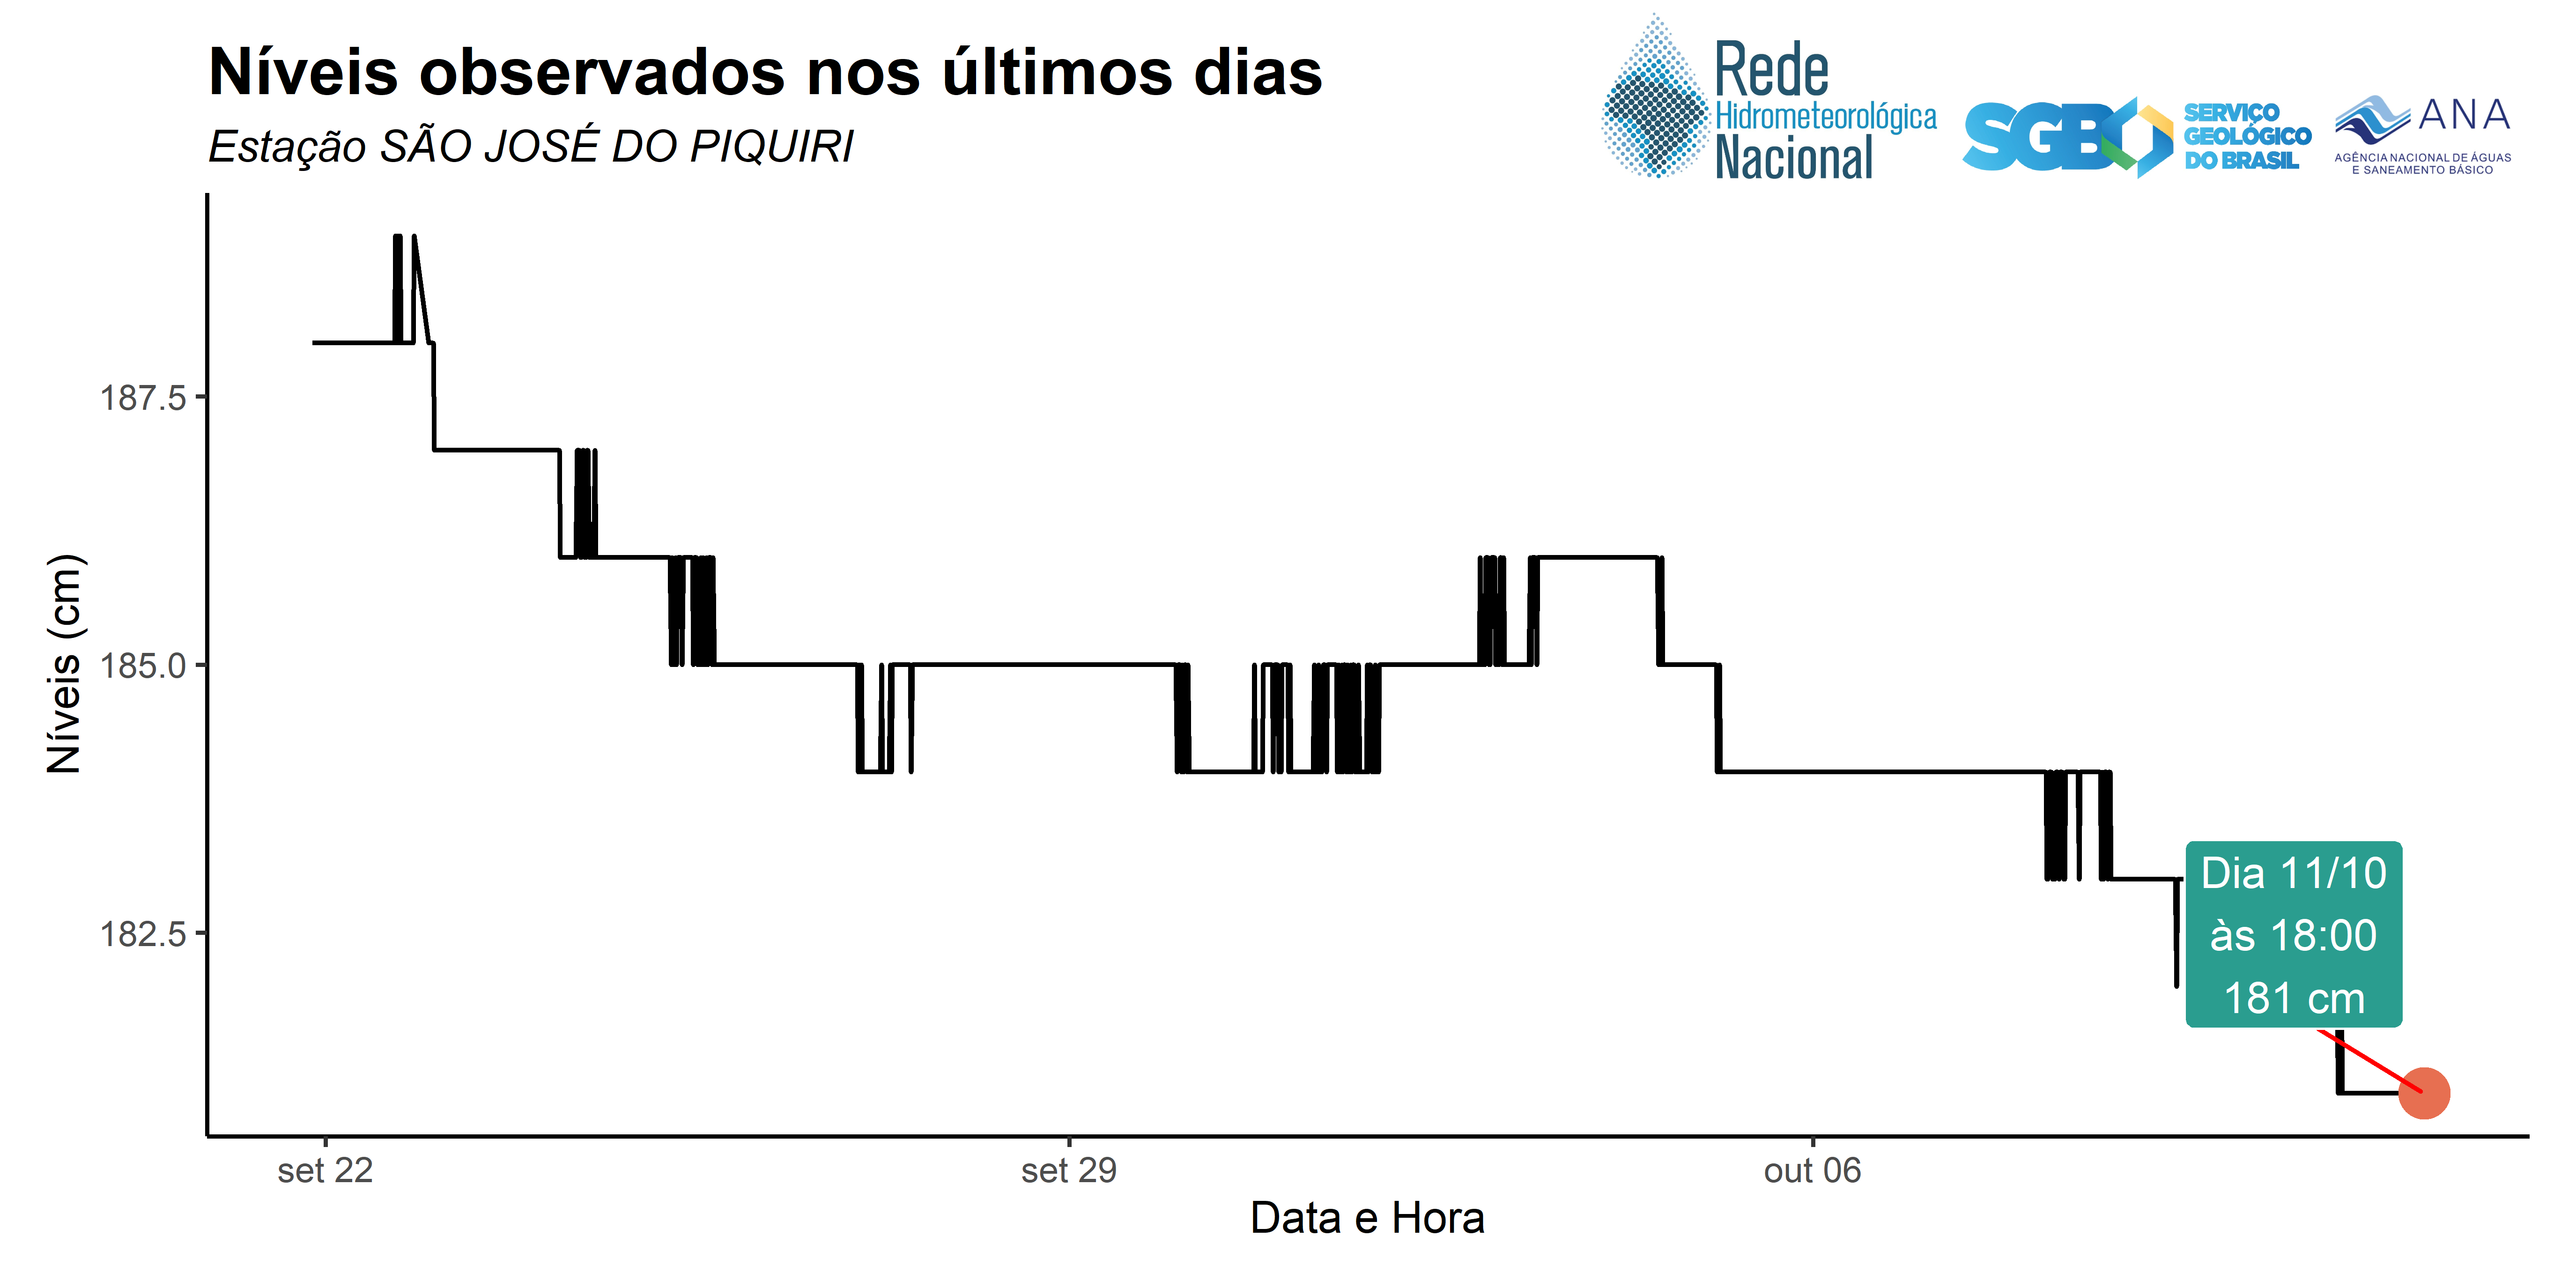 Níveis observados nos últimos dias
Estação SÃO JOSÉ DO PIQUIRI
Rede
Hidrometeorológica
Nacional
SGB
SERVIÇO
GEOLÓGICO
DO BRASIL
ANA
AGÊNCIA NACIONAL DE ÁGUAS
E SANEAMENTO BÁSICO
Níveis (cm)
187.5
185.0
182.5
Dia 11/10
às 18:00
181 cm
set 22
set 29
out 06
Data e Hora